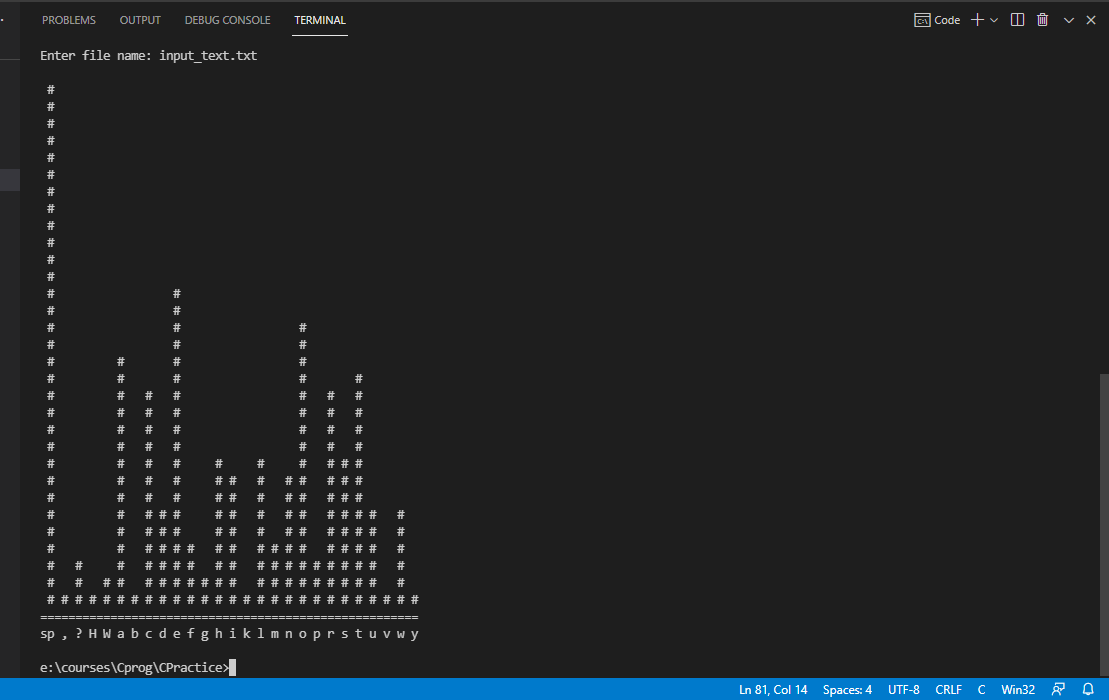 PROBLEMS OUTPUT DEBUG CONSOLE TERMINAL Code
Enter file name: input_text.txt
 #
 #
 #
 #
 #
 #
 #
 #
 #
 #
 #
 #
 #                 #
 #                 #
 #                 #                 #
 #                 #                 #
 #         #       #                 #
 #         #       #                 #       #
 #         #   #   #                 #   #   #
 #         #   #   #                 #   #   #
 #         #   #   #                 #   #   #
 #         #   #   #                 #   #   #
 #         #   #   #     #     #     #   # # #
 #         #   #   #     # #   #   # #   # # #
 #         #   #   #     # #   #   # #   # # #
 #         #   # # #     # #   #   # #   # # # #   #
 #         #   # # #     # #   #   # #   # # # #   #
 #         #   # # # #   # #   # # # #   # # # #   #
 #   #     #   # # # #   # #   # # # # # # # # #   #
 #   #   # #   # # # # # # #   # # # # # # # # #   #
 # # # # # # # # # # # # # # # # # # # # # # # # # # #
======================================================
sp , ? H W a b c d e f g h i k l m n o p r s t u v w y
e:\courses\Cprog\CPractice>
Ln 81, Col 14 Spaces: 4 UTF-8 CRLF C Win32